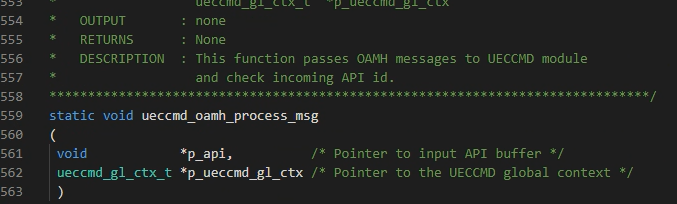 553 * ueccmd_gl_ctx_t *p_ueccmd_gl_ctx
554 * OUTPUT : none
555 * RETURNS : None
556 * DESCRIPTION : This function passes OAMH messages to UECCMD module
557 * and check incoming API id.
558 ******************************************************************************/
559 static void ueccmd_oamh_process_msg
560 (
561 void *p_api, /* Pointer to input API buffer */
562 ueccmd_gl_ctx_t *p_ueccmd_gl_ctx /* Pointer to the UECCMD global context */
563 )